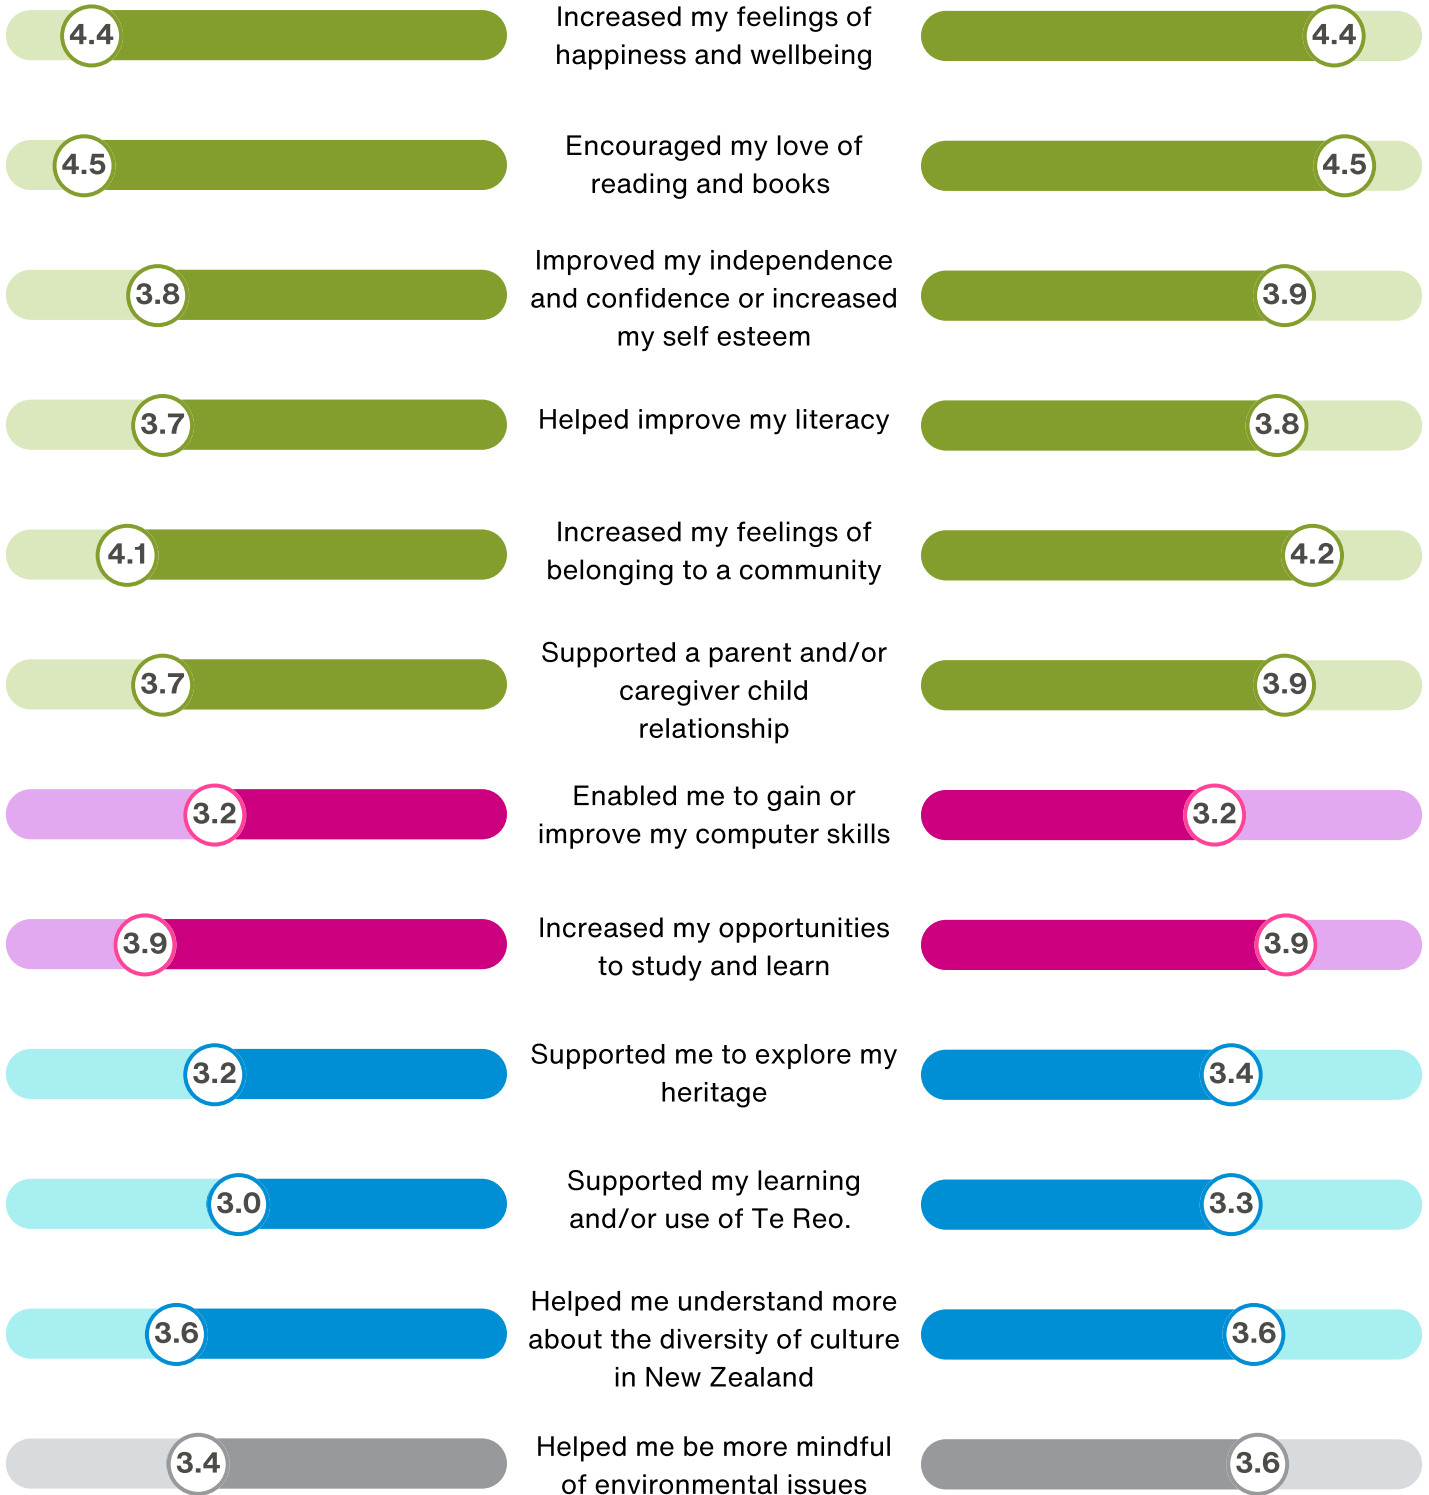 4.4
Increased my feelings of
happiness and wellbeing
4.4
4.5
Encouraged my love of
reading and books
4.5
3.8
Improved my independence
and confidence or increased
my self esteem
3.9
3.7
Helped improve my literacy
3.8
4.1
Increased my feelings of
belonging to a community
4.2
3.7
Supported a parent and/or
caregiver child
relationship
3.9
3.2
Enabled me to gain or
improve my computer skills
3.2
3.9
Increased my opportunities
to study and learn
3.9
3.2
Supported me to explore my
heritage
3.4
3.0
Supported my learning
and/or use of Te Reo.
3.3
3.6
Helped me understand more
about the diversity of culture
in New Zealand
3.6
3.4
Helped me be more mindful
of environmental issues
3.6